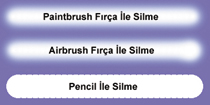 Paintbrush Fırça İle Silme
Airbrush Fırça İle Silme
Pencil İle Silme